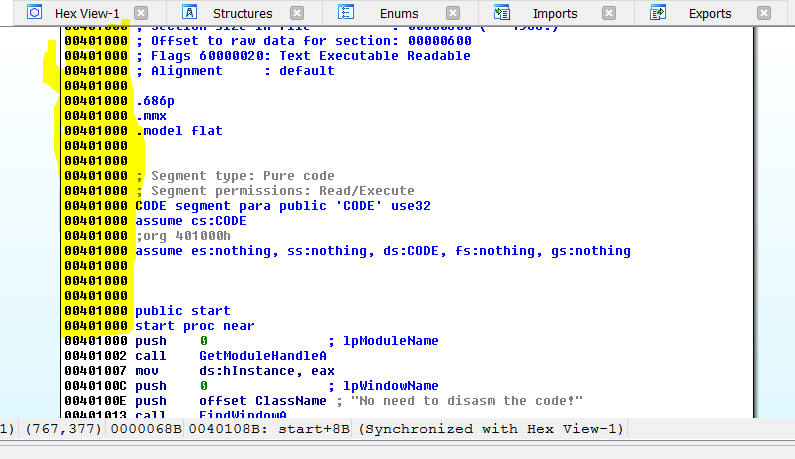 Hex View-1 Structures Enums Imports Exports
00401000 ; Section size in file : 00000600 (
00401000 ; Offset to raw data for section: 00000600
00401000 ; Flags 60000020: Text Executable Readable
00401000 ; Alignment : default
00401000
00401000 .686p
00401000 .mmx
00401000 .model flat
00401000
00401000
00401000 ; Segment type: Pure code
00401000 ; Segment permissions: Read/Execute
00401000 CODE segment para public 'CODE' use32
00401000 assume cs:CODE
00401000 ;org 401000h
00401000 assume es:nothing, ss:nothing, ds:CODE, fs:nothing, gs:nothing
00401000
00401000
00401000
00401000 public start
00401000 start proc near
00401000 push 0 ; lpModuleName
00401002 call GetModuleHandleA
00401007 mov ds:hInstance, eax
0040100C push 0 ; lpWindowName
0040100E push offset ClassName ; "No need to disasm the code!"
00401013 call FindWindowA
1) (767,377) 0000068B 0040108B: start+8B (Synchronized with Hex View-1)